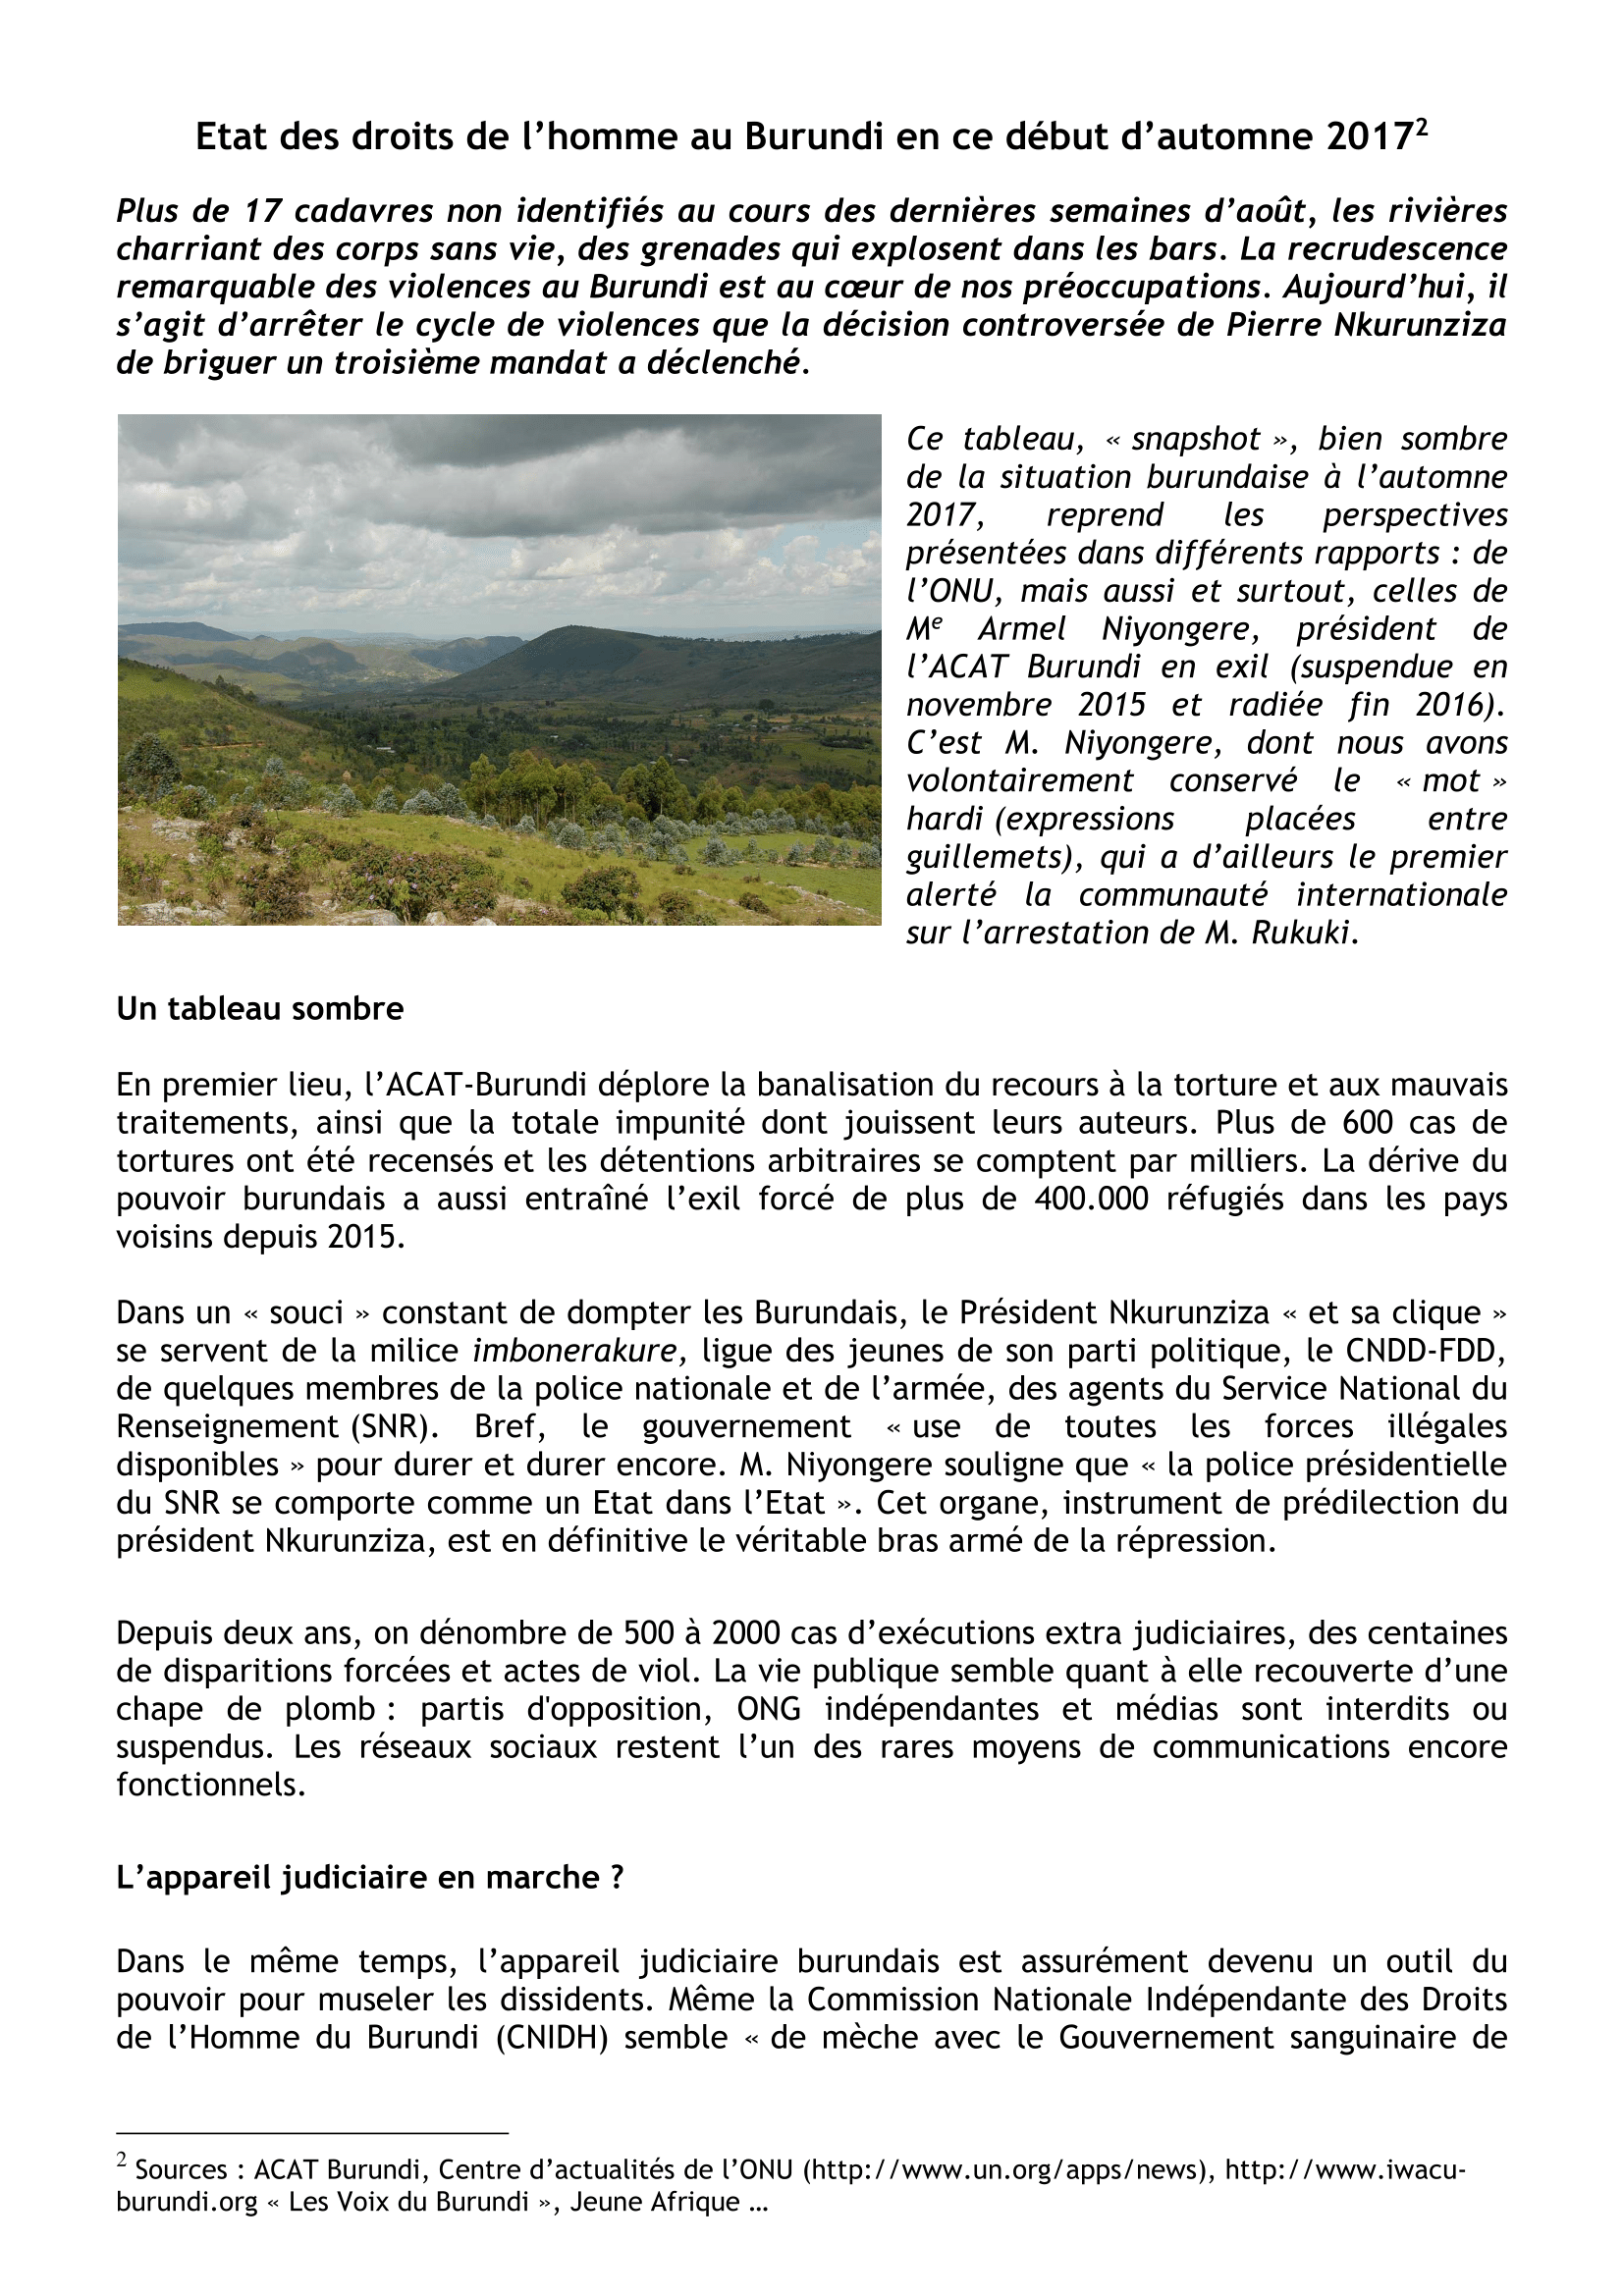 Etat des droits de l’homme au Burundi en ce début d’automne 2017²
Plus de 17 cadavres non identifiés au cours des dernières semaines d’août, les rivières
charriant des corps sans vie, des grenades qui explosent dans les bars. La recrudescence
remarquable des violences au Burundi est au cœur de nos préoccupations. Aujourd’hui, il
s’agit d’arrêter le cycle de violences que la décision controversée de Pierre Nkurunziza
de briguer un troisième mandat a déclenché.
Ce tableau, « snapshot », bien sombre
de la situation burundaise à l’automne
2017, reprend les perspectives
présentées dans différents rapports : de
l’ONU, mais aussi et surtout, celles de
Mᵉ Armel Niyongere, président de
l’ACAT Burundi en exil (suspendue en
novembre 2015 et radiée fin 2016).
C’est M. Niyongere, dont nous avons
volontairement conservé le « mot »
hardi (expressions placées entre
guillemets), qui a d’ailleurs le premier
alerté la communauté internationale
sur l’arrestation de M. Rukuki.
Un tableau sombre
En premier lieu, l’ACAT-Burundi déplore la banalisation du recours à la torture et aux mauvais
traitements, ainsi que la totale impunité dont jouissent leurs auteurs. Plus de 600 cas de
tortures ont été recensés et les détentions arbitraires se comptent par milliers. La dérive du
pouvoir burundais a aussi entraîné l’exil forcé de plus de 400.000 réfugiés dans les pays
voisins depuis 2015.
Dans un « souci » constant de dompter les Burundais, le Président Nkurunziza « et sa clique »
se servent de la milice imbonerakure, ligue des jeunes de son parti politique, le CNDD-FDD,
de quelques membres de la police nationale et de l’armée, des agents du Service National du
Renseignement (SNR). Bref, le gouvernement « use de toutes les forces illégales
disponibles » pour durer et durer encore. M. Niyongere souligne que « la police présidentielle
du SNR se comporte comme un Etat dans l’Etat ». Cet organe, instrument de prédilection du
président Nkurunziza, est en définitive le véritable bras armé de la répression.
Depuis deux ans, on dénombre de 500 à 2000 cas d’exécutions extra judiciaires, des centaines
de disparitions forcées et actes de viol. La vie publique semble quant à elle recouverte d’une
chape de plomb : partis d'opposition, ONG indépendantes et médias sont interdits ou
suspendus. Les réseaux sociaux restent l’un des rares moyens de communications encore
fonctionnels.
L’appareil judiciaire en marche ?
Dans le même temps, l’appareil judiciaire burundais est assurément devenu un outil du
pouvoir pour museler les dissidents. Même la Commission Nationale Indépendante des Droits
de l’Homme du Burundi (CNIDH) semble « de mèche avec le Gouvernement sanguinaire de
² Sources : ACAT Burundi, Centre d’actualités de l’ONU (http://www.un.org/apps/news), http://www.iwacu-
burundi.org « Les Voix du Burundi », Jeune Afrique …